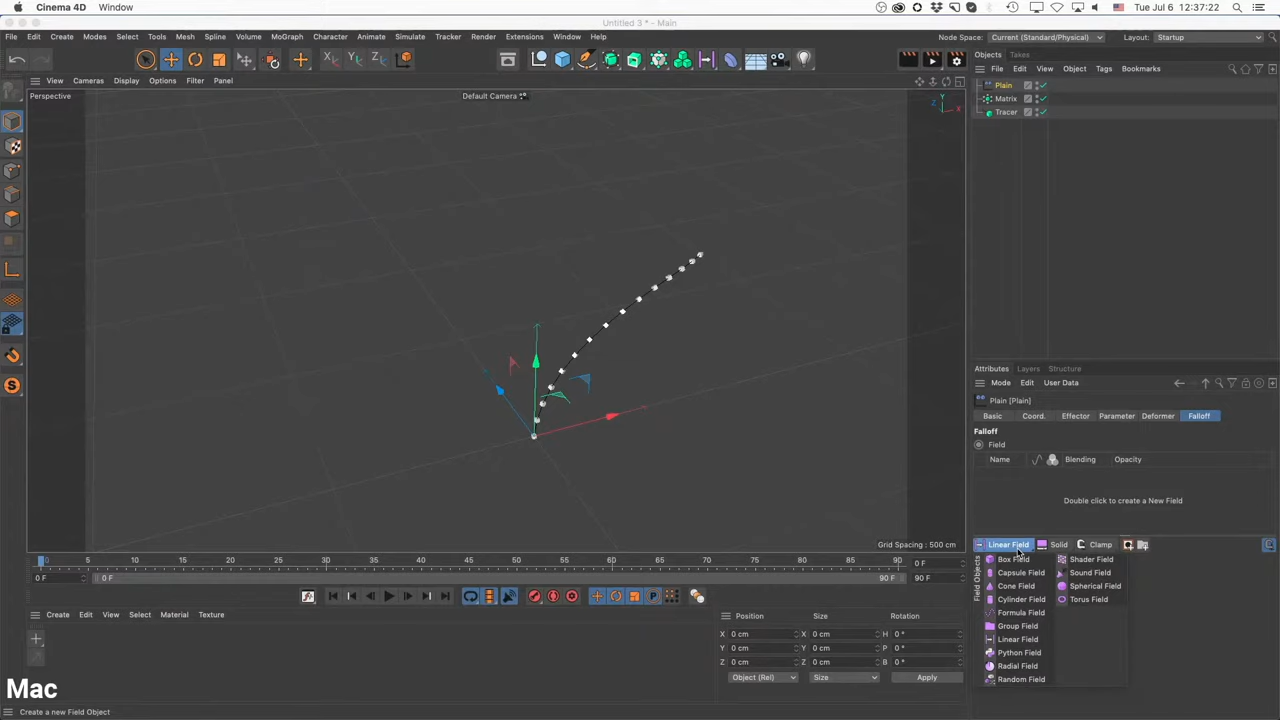 Cinema 4D Window Tue Jul 6 12:37:22
Untitled 3 * - Main
File Edit Create Modes Select Tools Mesh Spline Volume MoGraph Character Animate Simulate Tracker Render Extensions Window Help Node Space: Current (Standard/Physical) Layout: Startup
Objects Takes
File Edit View Object Tags Bookmarks
View Cameras Display Options Filter Panel
Perspective
Default Camera
Y
Z
X
Plain
Matrix
Tracer
Attributes Layers Structure
Mode Edit User Data
Plain [Plain]
Basic Coord. Effector Parameter Deformer Falloff
Falloff
Field
Name Blending Opacity
Double click to create a New Field
Linear Field Solid Clamp
Field Objects
Box Field Shader Field
Capsule Field Sound Field
Cone Field Spherical Field
Cylinder Field Torus Field
Formula Field
Group Field
Linear Field
Python Field
Radial Field
Random Field
Grid Spacing : 500 cm
0 5 10 15 20 25 30 35 40 45 50 55 60 65 70 75 80 85 90 0 F
0 F 0 F 90 F 90 F
Create Edit View Select Material Texture
Position Size Rotation
X 0 cm X 0 cm H 0 °
Y 0 cm Y 0 cm P 0 °
Z 0 cm Z 0 cm B 0 °
Object (Rel) Size Apply
Mac
Create a new Field Object